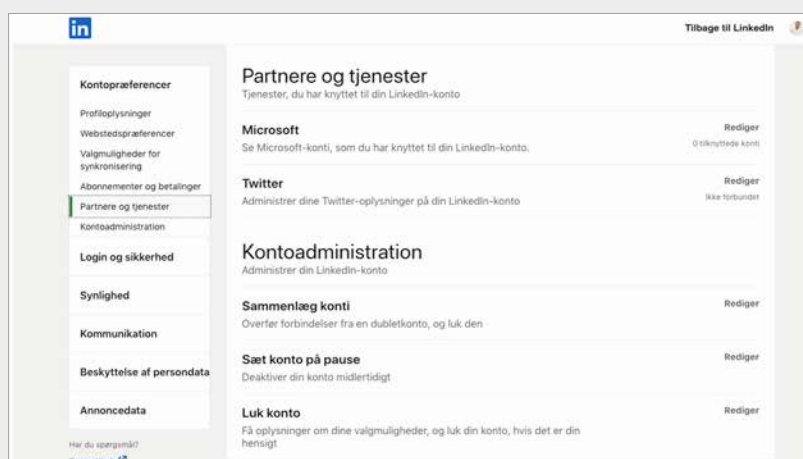 in
Tilbage til LinkedIn
Kontopræferencer
Profiloplysninger
Webstedspræferencer
Valgmuligheder for
synkronisering
Abonnementer og betalinger
Partnere og tjenester
Kontoadministration
Login og sikkerhed
Synlighed
Kommunikation
Beskyttelse af persondata
Annoncedata
Har du spørgsmål?
Partnere og tjenester
Tjenester, du har knyttet til din LinkedIn-konto
Microsoft
Rediger
Se Microsoft-konti, som du har knyttet til din LinkedIn-konto.
0 tilknyttede konti
Twitter
Rediger
Administrer dine Twitter-oplysninger på din LinkedIn-konto
Ikke forbundet
Kontoadministration
Administrer din LinkedIn-konto
Sammenlæg konti
Rediger
Overfør forbindelser fra en dubletkonto, og luk den
Sæt konto på pause
Rediger
Deaktiver din konto midlertidigt
Luk konto
Rediger
Få oplysninger om dine valgmuligheder, og luk din konto, hvis det er din
hensigt